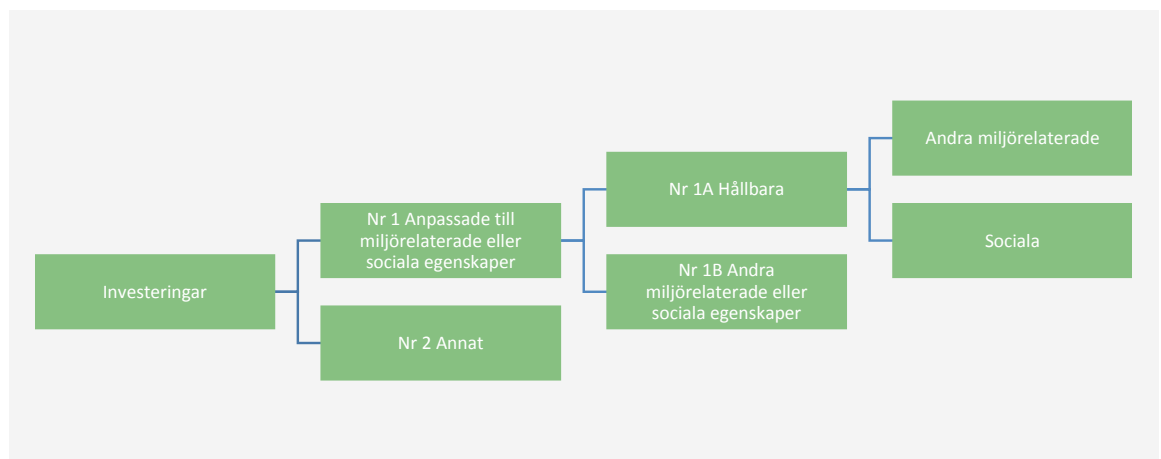 Investeringar
Nr 1 Anpassade till
miljörelaterade eller
sociala egenskaper
Nr 2 Annat
Nr 1A Hållbara
Nr 1B Andra
miljörelaterade eller
sociala egenskaper
Andra miljörelaterade
Sociala